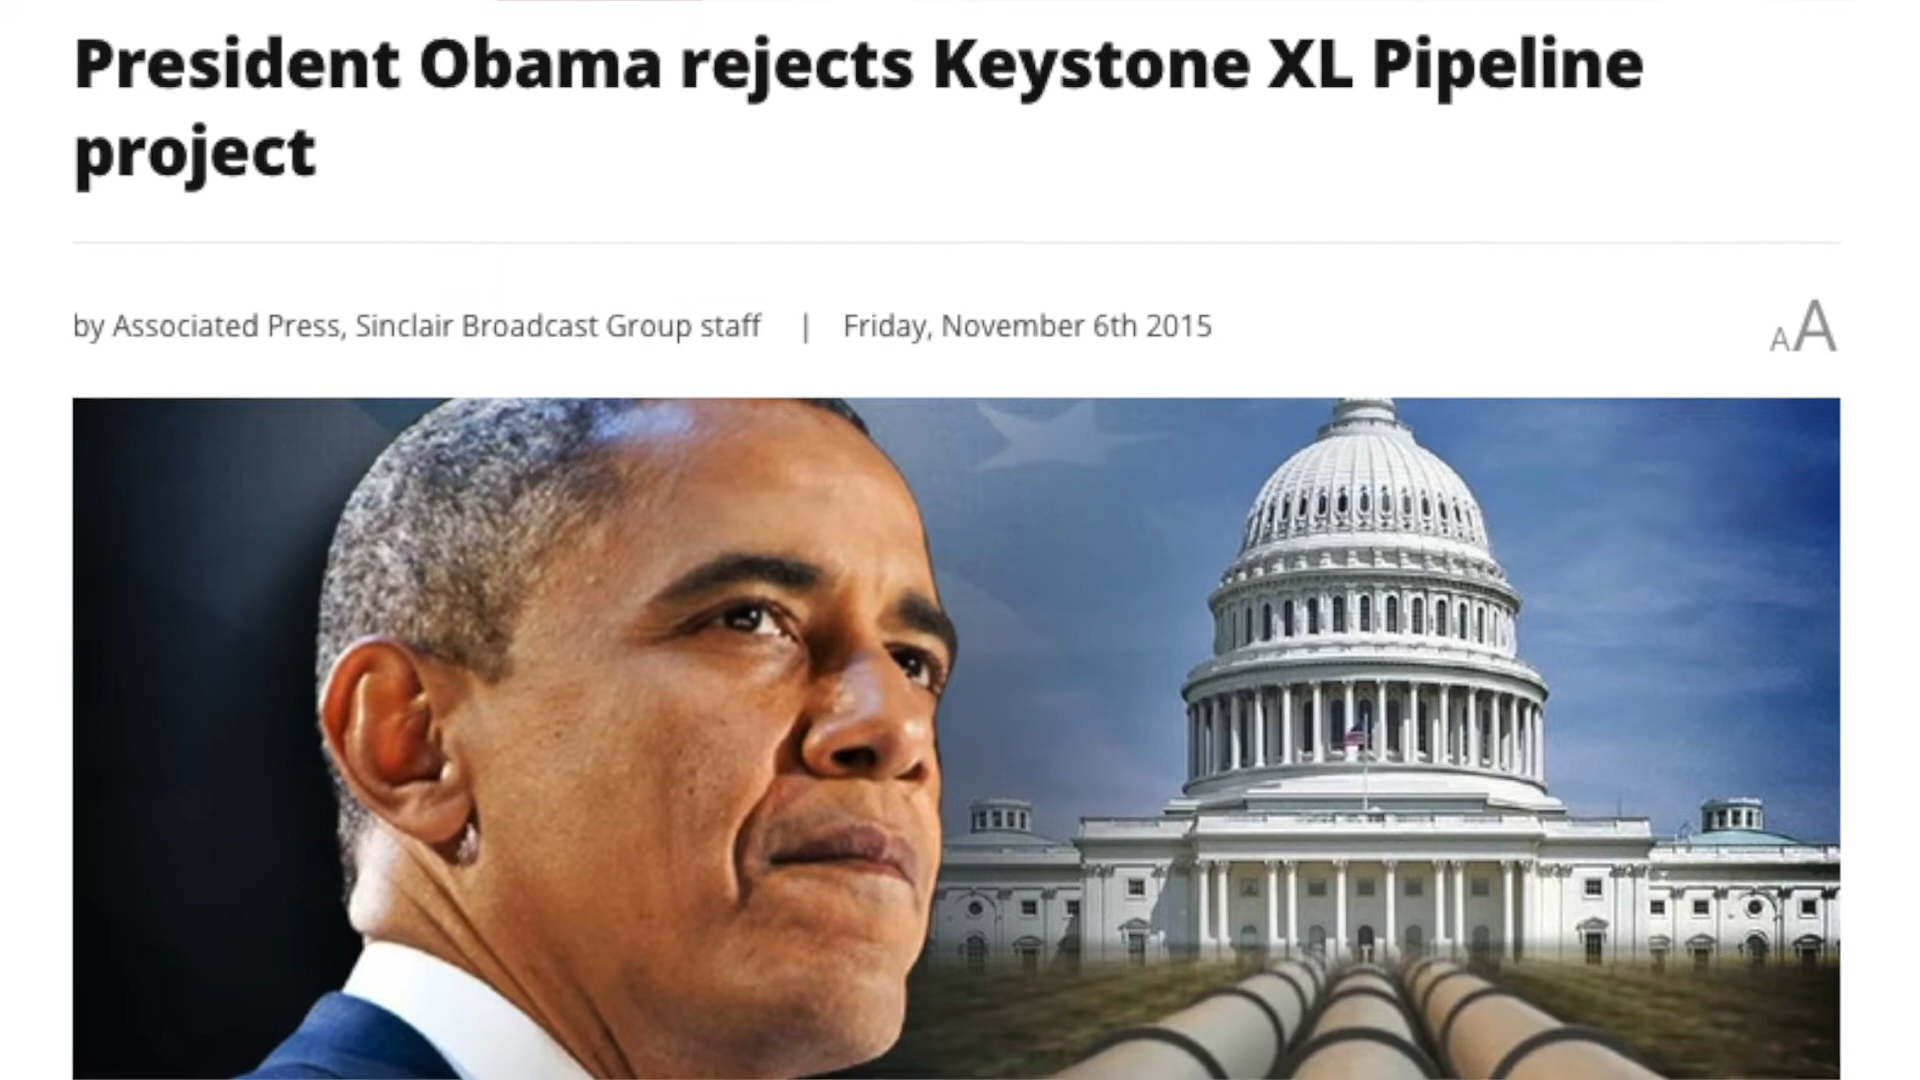 President Obama rejects Keystone XL Pipeline
project
by Associated Press, Sinclair Broadcast Group staff | Friday, November 6th 2015
AA